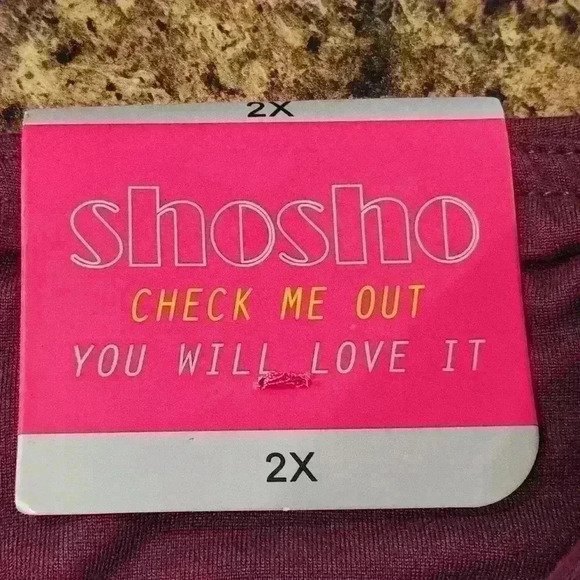 2X
shosho
CHECK ME OUT
YOU WILL LOVE IT
2X